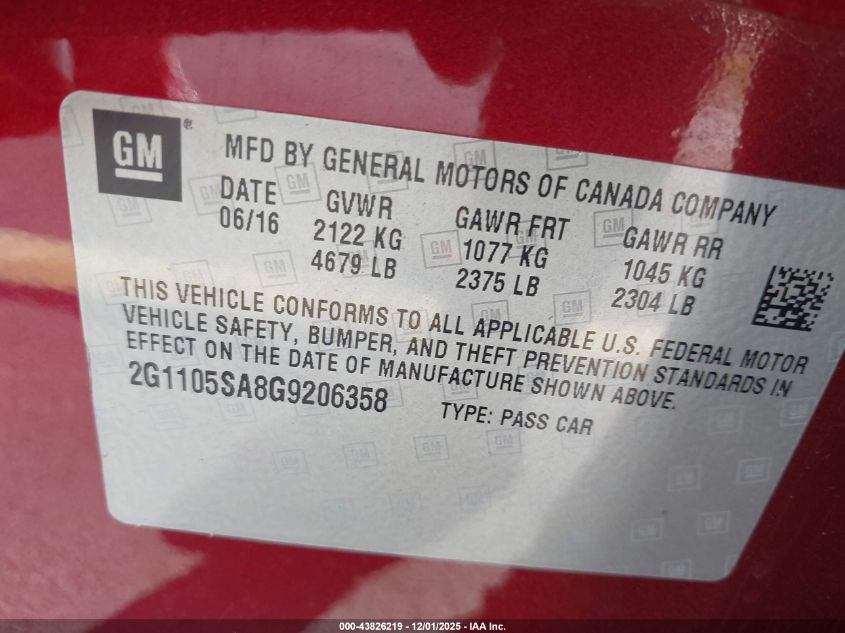 GM ® MFD BY GENERAL MOTORS OF CANADA COMPANY
DATE GVWR GAWR FRT GAWR RR
06/16 2122 KG 1077 KG 1045 KG
4679 LB 2375 LB 2304 LB
THIS VEHICLE CONFORMS TO ALL APPLICABLE U.S. FEDERAL MOTOR
VEHICLE SAFETY, BUMPER, AND THEFT PREVENTION STANDARDS IN
EFFECT ON THE DATE OF MANUFACTURE SHOWN ABOVE.
2G1105SA8G9206358 TYPE: PASS CAR
000-43826219 - 12/01/2025 - IAA Inc.